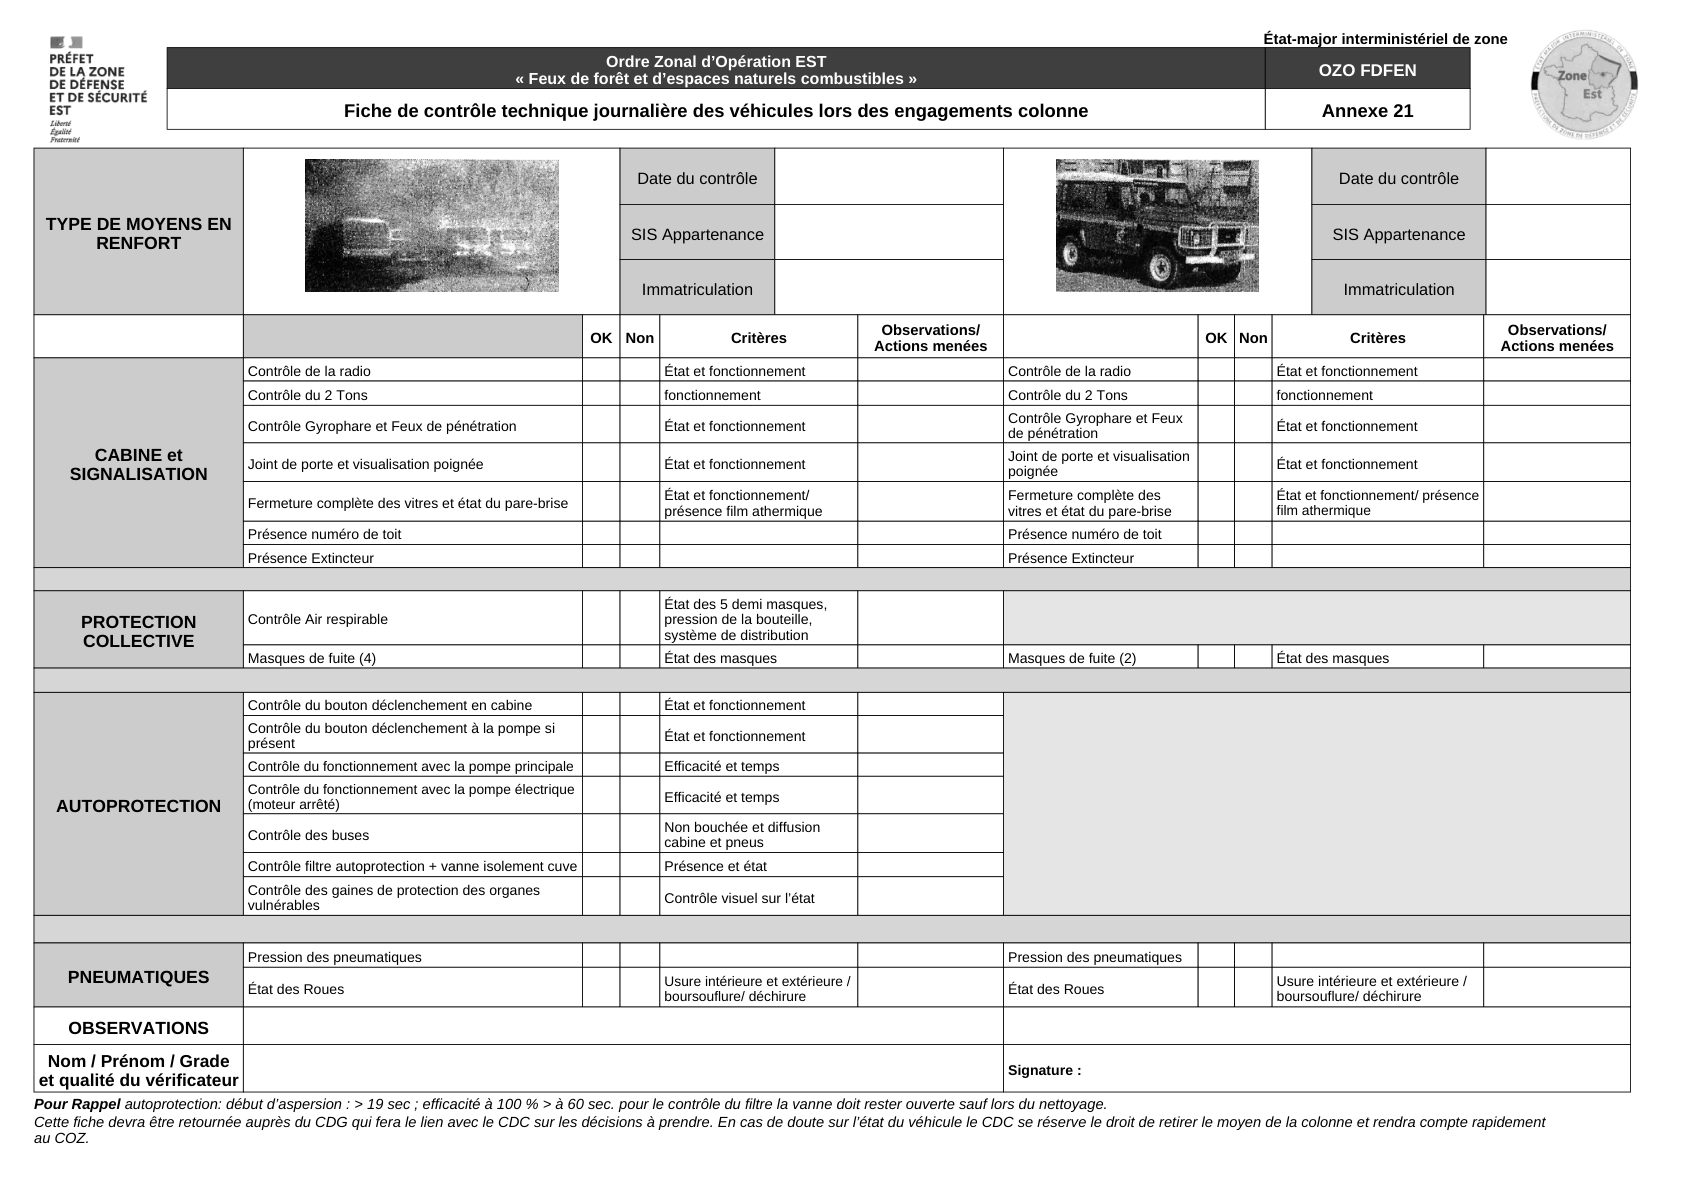 État-major interministériel de zone
PRÉFET
DE LA ZONE
DE DÉFENSE
ET DE SÉCURITÉ
EST
Liberté
Égalité
Fraternité
Ordre Zonal d’Opération EST
« Feux de forêt et d’espaces naturels combustibles »
OZO FDFEN
Fiche de contrôle technique journalière des véhicules lors des engagements colonne
Annexe 21
Zone
Est
TYPE DE MOYENS EN
RENFORT
Date du contrôle
SIS Appartenance
Immatriculation
Date du contrôle
SIS Appartenance
Immatriculation
OK Non Critères Observations/
Actions menées
OK Non Critères Observations/
Actions menées
CABINE et
SIGNALISATION
Contrôle de la radio État et fonctionnement Contrôle de la radio État et fonctionnement
Contrôle du 2 Tons fonctionnement Contrôle du 2 Tons fonctionnement
Contrôle Gyrophare et Feux de pénétration État et fonctionnement Contrôle Gyrophare et Feux
de pénétration État et fonctionnement
Joint de porte et visualisation poignée État et fonctionnement Joint de porte et visualisation
poignée État et fonctionnement
Fermeture complète des vitres et état du pare-brise État et fonctionnement/
présence film athermique
Fermeture complète des
vitres et état du pare-brise
État et fonctionnement/ présence
film athermique
Présence numéro de toit Présence numéro de toit
Présence Extincteur Présence Extincteur
PROTECTION
COLLECTIVE
Contrôle Air respirable
État des 5 demi masques,
pression de la bouteille,
système de distribution
Masques de fuite (4) État des masques Masques de fuite (2) État des masques
AUTOPROTECTION
Contrôle du bouton déclenchement en cabine État et fonctionnement
Contrôle du bouton déclenchement à la pompe si
présent État et fonctionnement
Contrôle du fonctionnement avec la pompe principale Efficacité et temps
Contrôle du fonctionnement avec la pompe électrique
(moteur arrêté) Efficacité et temps
Contrôle des buses Non bouchée et diffusion
cabine et pneus
Contrôle filtre autoprotection + vanne isolement cuve Présence et état
Contrôle des gaines de protection des organes
vulnérables Contrôle visuel sur l’état
PNEUMATIQUES
Pression des pneumatiques Pression des pneumatiques
État des Roues Usure intérieure et extérieure /
boursouflure/ déchirure
État des Roues Usure intérieure et extérieure /
boursouflure/ déchirure
OBSERVATIONS
Nom / Prénom / Grade
et qualité du vérificateur
Signature :
Pour Rappel autoprotection: début d’aspersion : > 19 sec ; efficacité à 100 % > à 60 sec. pour le contrôle du filtre la vanne doit rester ouverte sauf lors du nettoyage.
Cette fiche devra être retournée auprès du CDG qui fera le lien avec le CDC sur les décisions à prendre. En cas de doute sur l’état du véhicule le CDC se réserve le droit de retirer le moyen de la colonne et rendra compte rapidement
au COZ.